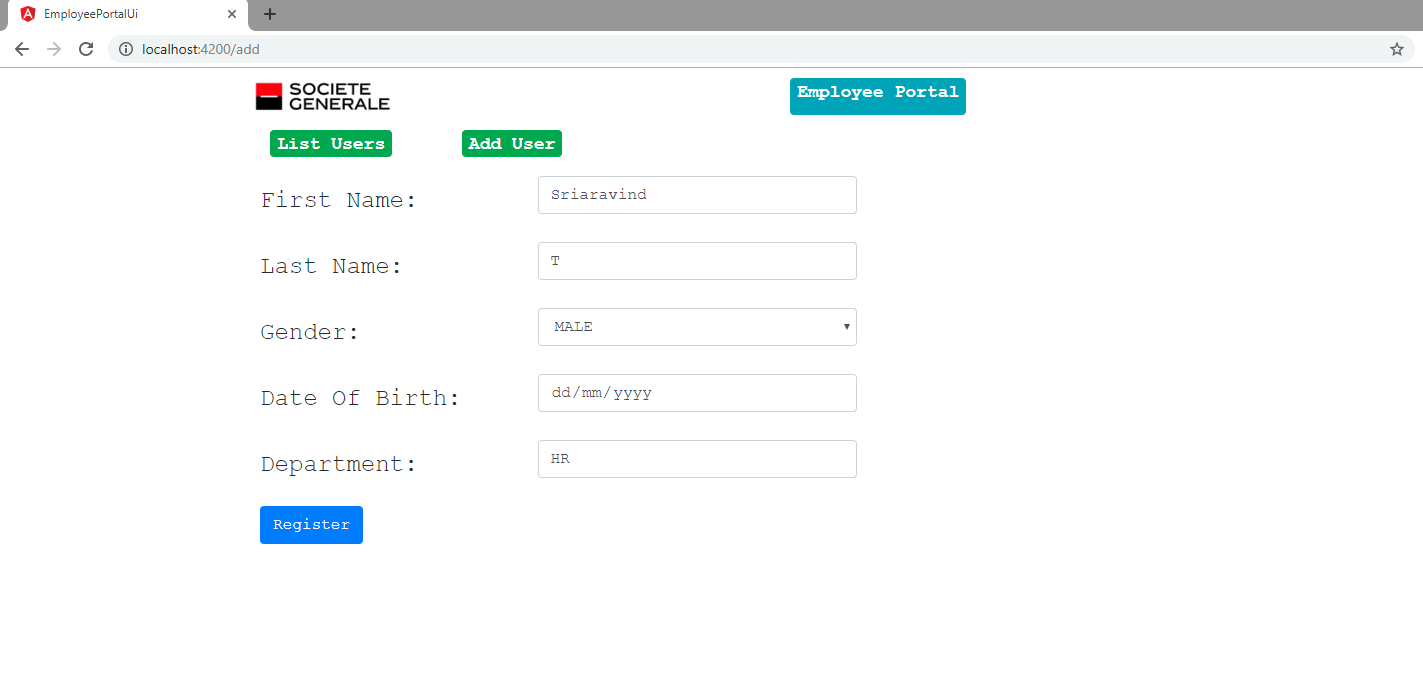 EmployeePortalUi
localhost:4200/add
SOCIETE
GENERALE
Employee Portal
List Users
Add User
First Name:
Sriaravind
Last Name:
T
Gender:
MALE
Date Of Birth:
dd/mm/yyyy
Department:
HR
Register